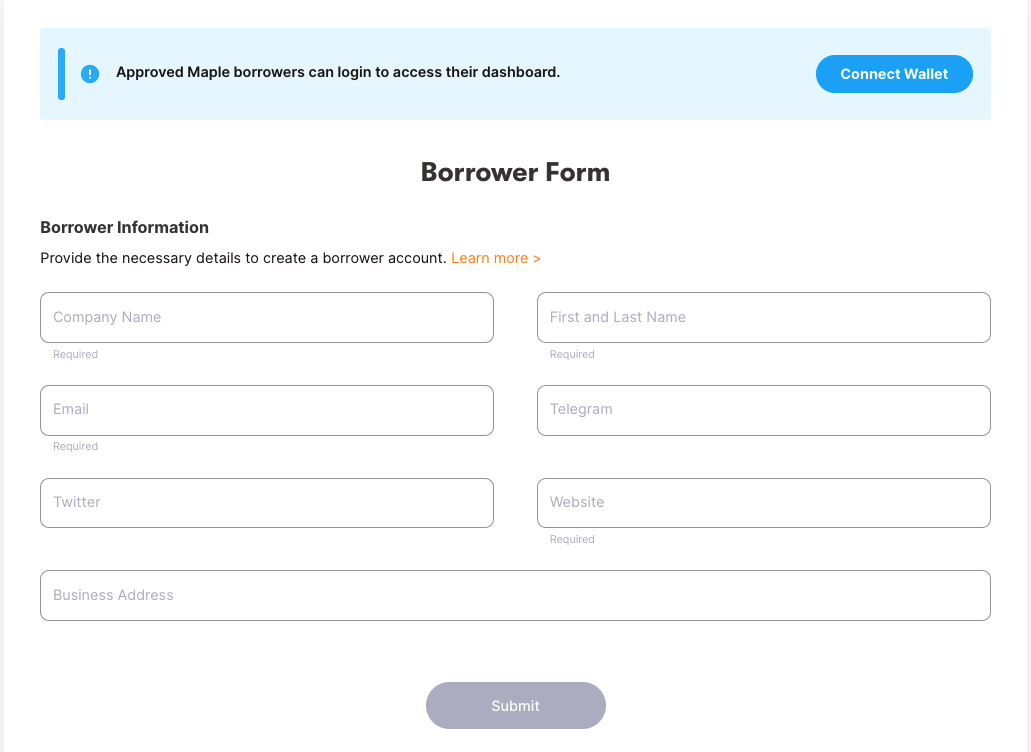 Approved Maple borrowers can login to access their dashboard.
Connect Wallet
Borrower Form
Borrower Information
Provide the necessary details to create a borrower account. Learn more >
Company Name
First and Last Name
Required
Required
Email
Telegram
Required
Twitter
Website
Required
Business Address
Submit